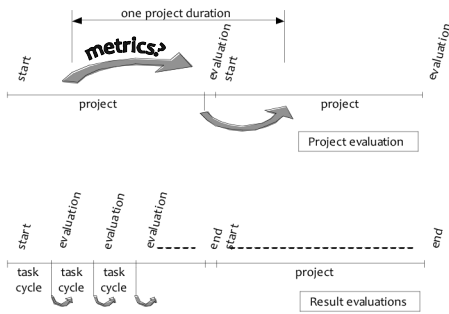 one project duration
metrics?
start
evaluation
start
evaluation
project
project
Project evaluation
start
evaluation
evaluation
evaluation
end
start
end
task
cycle
task
cycle
task
cycle
project
Result evaluations